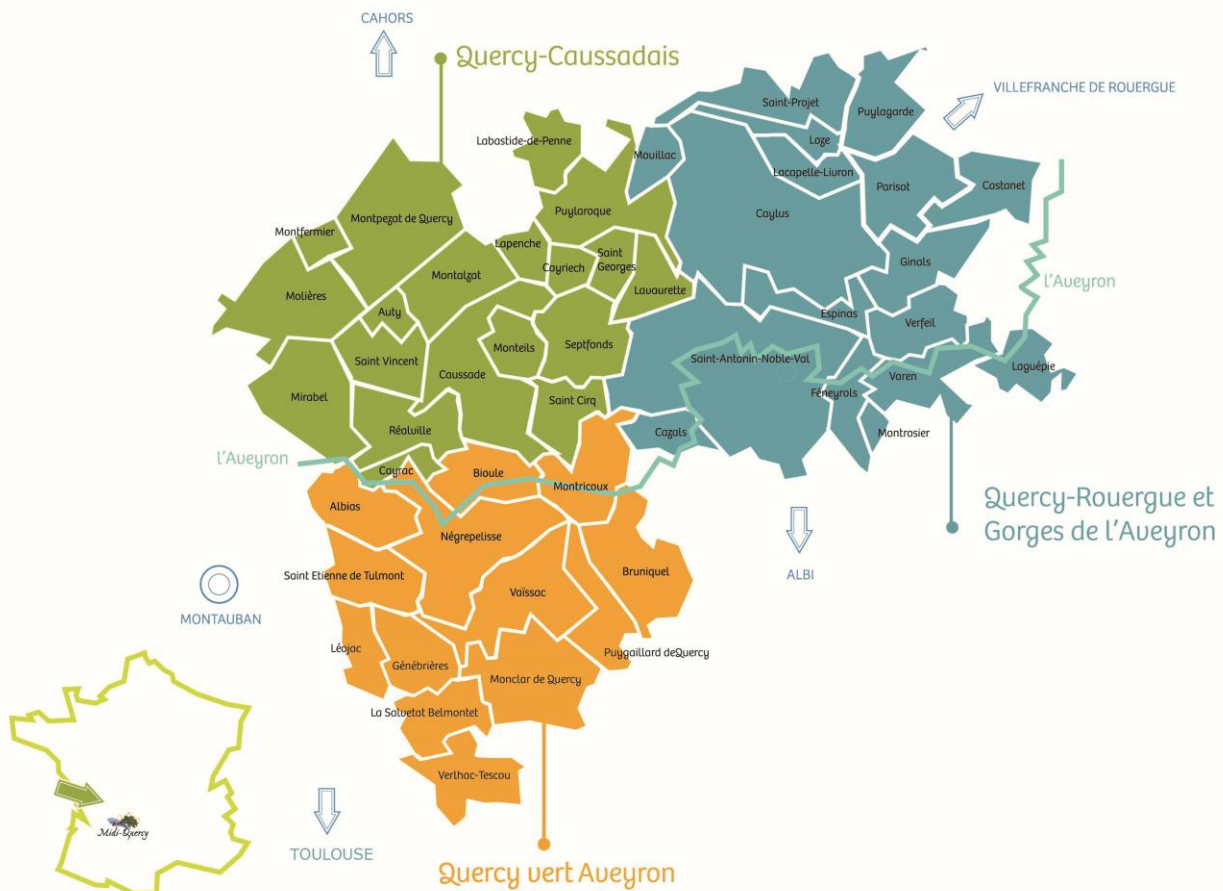 CAHORS
Quercy-Caussadais
VILLEFRANCHE DE ROUERGUE
Saint-Projet
Puylagarde
Labastide-de-Penne
Loze
Mouillac
Lacapelle-Livron
Parisot
Castanet
Puylaroque
Caylus
Montpezat de Quercy
Montfermier
Lapenche
Saint
Georges
Cayriech
Ginals
Montalzat
Lavaurette
l'Aveyron
Molières
Auty
Espinas
Verfeil
Monteils
Septfonds
Saint Vincent
Saint-Antonin-Noble-Val
Caussade
Varen
Laguépie
Féneyrols
Mirabel
Saint Cirq
Réalville
Cazals
Montrosier
l'Aveyron
Cayrac
Bioule
Montricoux
Quercy-Rouergue et
Gorges de l'Aveyron
Albias
Négrepelisse
Saint Etienne de Tulmont
Bruniquel
ALBI
Vaïssac
MONTAUBAN
Léojac
Génébrières
Puygaillard deQuercy
Monclar de Quercy
La Salvetat Belmontet
Verlhac-Tescou
Midi-Quercy
TOULOUSE
Quercy vert Aveyron